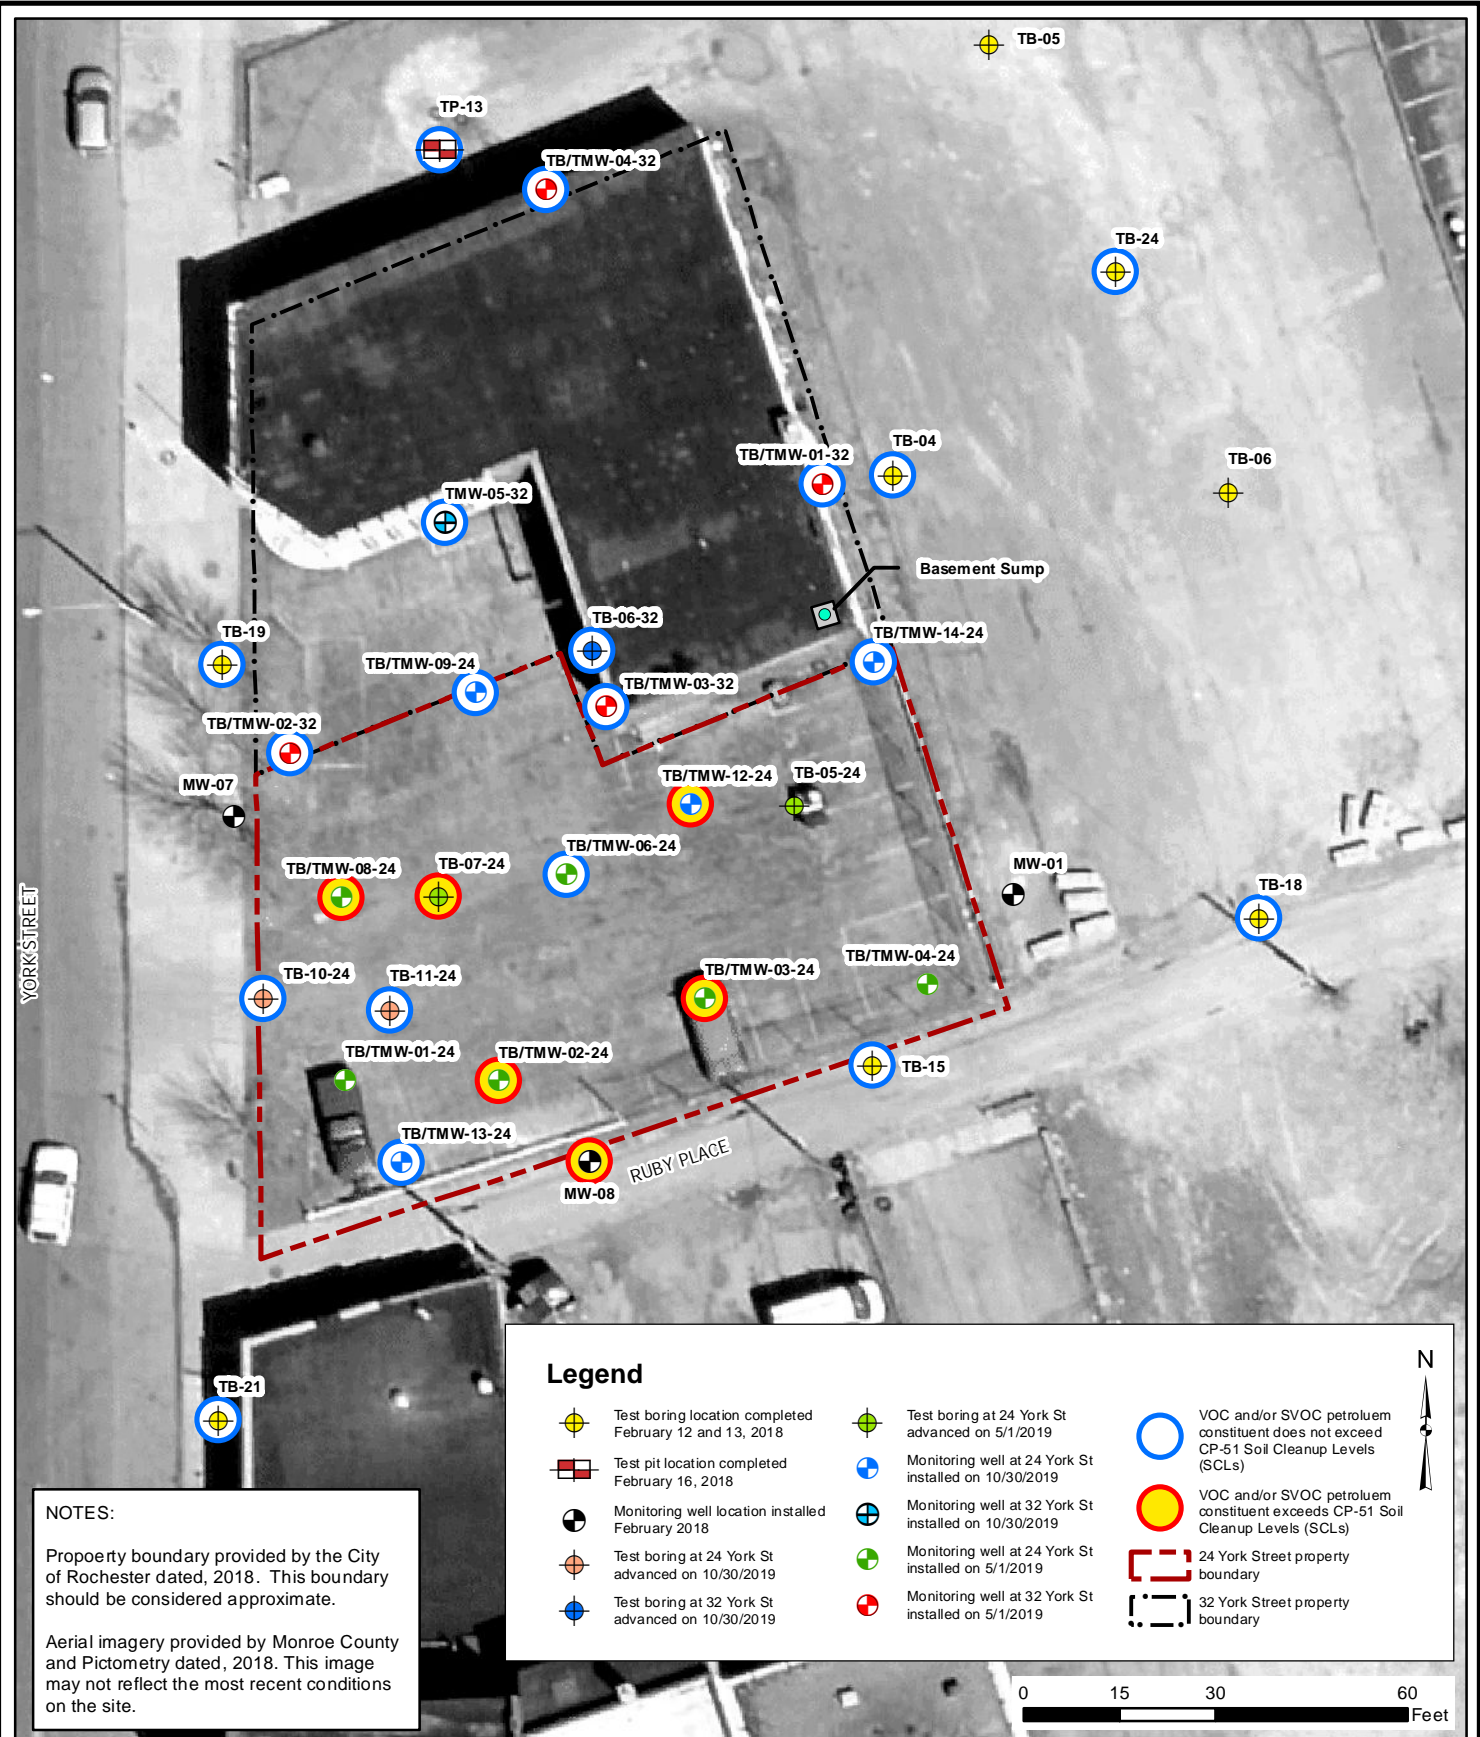 TB-05
TP-13
TB/TMW-04-32
TB-24
TB/TMW-01-32
TB-04
TB-06
TMW-05-32
Basement Sump
TB-06-32
TB-19
TB/TMW-14-24
TB/TMW-09-24
TB/TMW-03-32
TB/TMW-02-32
MW-07
TB/TMW-12-24
TB-05-24
TB/TMW-06-24
TB/TMW-08-24
TB-07-24
MW-01
TB-18
YORK STREET
TB-10-24
TB-11-24
TB/TMW-03-24
TB/TMW-04-24
TB/TMW-01-24
TB/TMW-02-24
TB-15
TB/TMW-13-24
RUBY PLACE
MW-08
TB-21
Legend
Test boring location completed
February 12 and 13, 2018
Test pit location completed
February 16, 2018
Monitoring well location installed
February 2018
Test boring at 24 York St
advanced on 10/30/2019
Test boring at 32 York St
advanced on 10/30/2019
Test boring at 24 York St
advanced on 5/1/2019
Monitoring well at 24 York St
installed on 10/30/2019
Monitoring well at 32 York St
installed on 10/30/2019
Monitoring well at 24 York St
installed on 5/1/2019
Monitoring well at 32 York St
installed on 5/1/2019
VOC and/or SVOC petroluem
constituent does not exceed
CP-51 Soil Cleanup Levels
(SCLs)
VOC and/or SVOC petroluem
constituent exceeds CP-51 Soil
Cleanup Levels (SCLs)
24 York Street property
boundary
32 York Street property
boundary
N
NOTES:
Propoerty boundary provided by the City
of Rochester dated, 2018. This boundary
should be considered approximate.
Aerial imagery provided by Monroe County
and Pictometry dated, 2018. This image
may not reflect the most recent conditions
on the site.
0 15 30 60
Feet